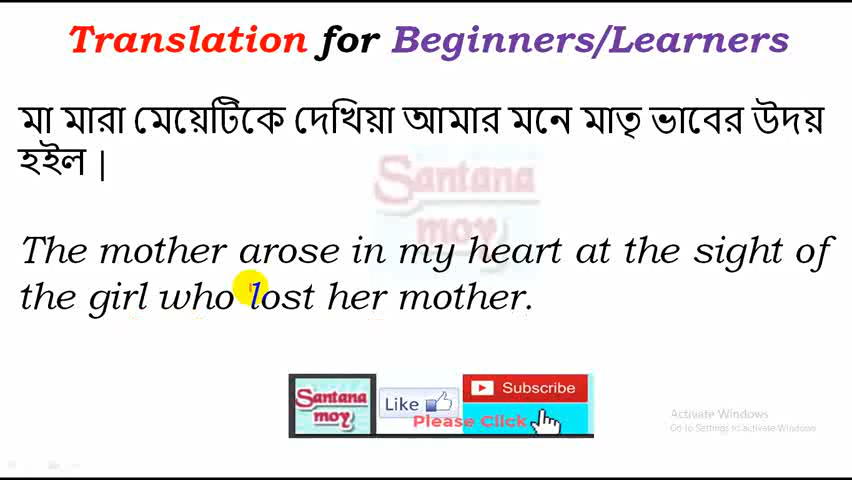 Translation for Beginners/Learners
মা মারা মেয়েটিকে দেখিয়া আমার মনে মাতৃ ভাবের উদয়
হইল |
Santana
moy
The mother arose in my heart at the sight of
the girl who lost her mother.
Santana
moy
Like
Subscribe
Please Click
Activate Windows
Go to Settings to activate Windows